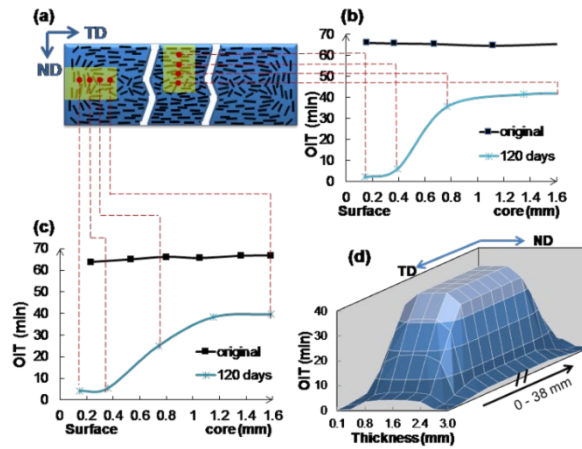 (a)
TD
ND
(b)
70
60
50
40
30
20
10
0
OIT (min)
original
120 days
0 0.2 0.4 0.6 0.8 1.0 1.2 1.4 1.6
Surface core(mm)
(c)
70
60
50
40
30
20
10
0
OIT (min)
original
120 days
0 0.2 0.4 0.6 0.8 1.0 1.2 1.4 1.6
Surface core(mm)
(d)
ND
TD
40
30
20
10
0
OIT (min)
0.1 0.8 1.6 2.4 3.0
Thickness(mm)
0 - 38 mm